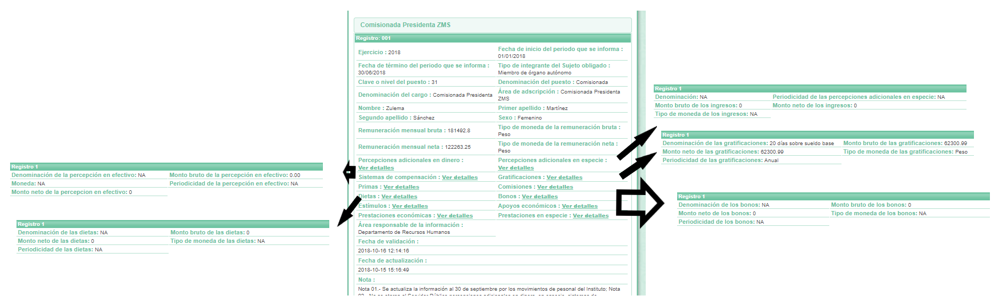 Comisionada Presidenta ZMS
Registro: 001
Ejercicio : 2018
Fecha de inicio del periodo que se informa :
01/01/2018
Fecha de término del periodo que se informa :
30/06/2018
Tipo de integrante del Sujeto obligado :
Miembro de órgano autónomo
Clave o nivel del puesto : 31
Denominación del puesto : Comisionada
Denominación del cargo : Comisionada Presidenta
Área de adscripción : Comisionada Presidenta
ZMS
Nombre : Zulema
Primer apellido : Martínez
Segundo apellido : Sánchez
Sexo : Femenino
Remuneración mensual bruta : 181492.8
Tipo de moneda de la remuneración bruta :
Peso
Remuneración mensual neta : 122263.25
Tipo de moneda de la remuneración neta :
Peso
Percepciones adicionales en dinero :
Ver detalles
Percepciones adicionales en especie :
Ver detalles
Sistemas de compensación : Ver detalles
Gratificaciones : Ver detalles
Primas : Ver detalles
Comisiones : Ver detalles
Dietas : Ver detalles
Bonos : Ver detalles
Estímulos : Ver detalles
Apoyos económicos : Ver detalles
Prestaciones económicas : Ver detalles
Prestaciones en especie : Ver detalles
Área responsable de la información :
Departamento de Recursos Humanos
Fecha de validación :
2018-10-16 12:14:16
Fecha de actualización :
2018-10-15 15:16:49
Nota :
Nota 01.- Se actualiza la información al 30 de septiembre por los movimientos de pesonal del Instituto; Nota
02.- No se otorga al Servidor Público percepciones adicionales en dinero, en especie, sistemas de
Registro 1
Denominación de la percepción en efectivo: NA
Monto bruto de la percepción en efectivo: 0.00
Moneda: NA
Periodicidad de la percepción en efectivo: NA
Monto neto de la percepcion en efectivo: 0
Registro 1
Denominación de las dietas: NA
Monto bruto de las dietas: 0
Monto neto de las dietas: 0
Tipo de moneda de las dietas: NA
Periodicidad de las dietas: NA
Registro 1
Denominación: NA
Periodicidad de las percepciones adicionales en especie: NA
Monto bruto de los ingresos: 0
Monto neto de los ingresos: 0
Tipo de moneda de los ingresos: NA
Registro 1
Denominación de las gratificaciones: 20 días sobre sueldo base
Monto bruto de las gratificaciones: 62300.99
Monto neto de las gratificaciones: 62300.99
Tipo de moneda de las gratificaciones: Peso
Periodicidad de las gratificaciones: Anual
Registro 1
Denominación de los bonos: NA
Monto bruto de los bonos: 0
Monto neto de los bonos: 0
Tipo de moneda de los bonos: NA
Periodicidad de los bonos: NA